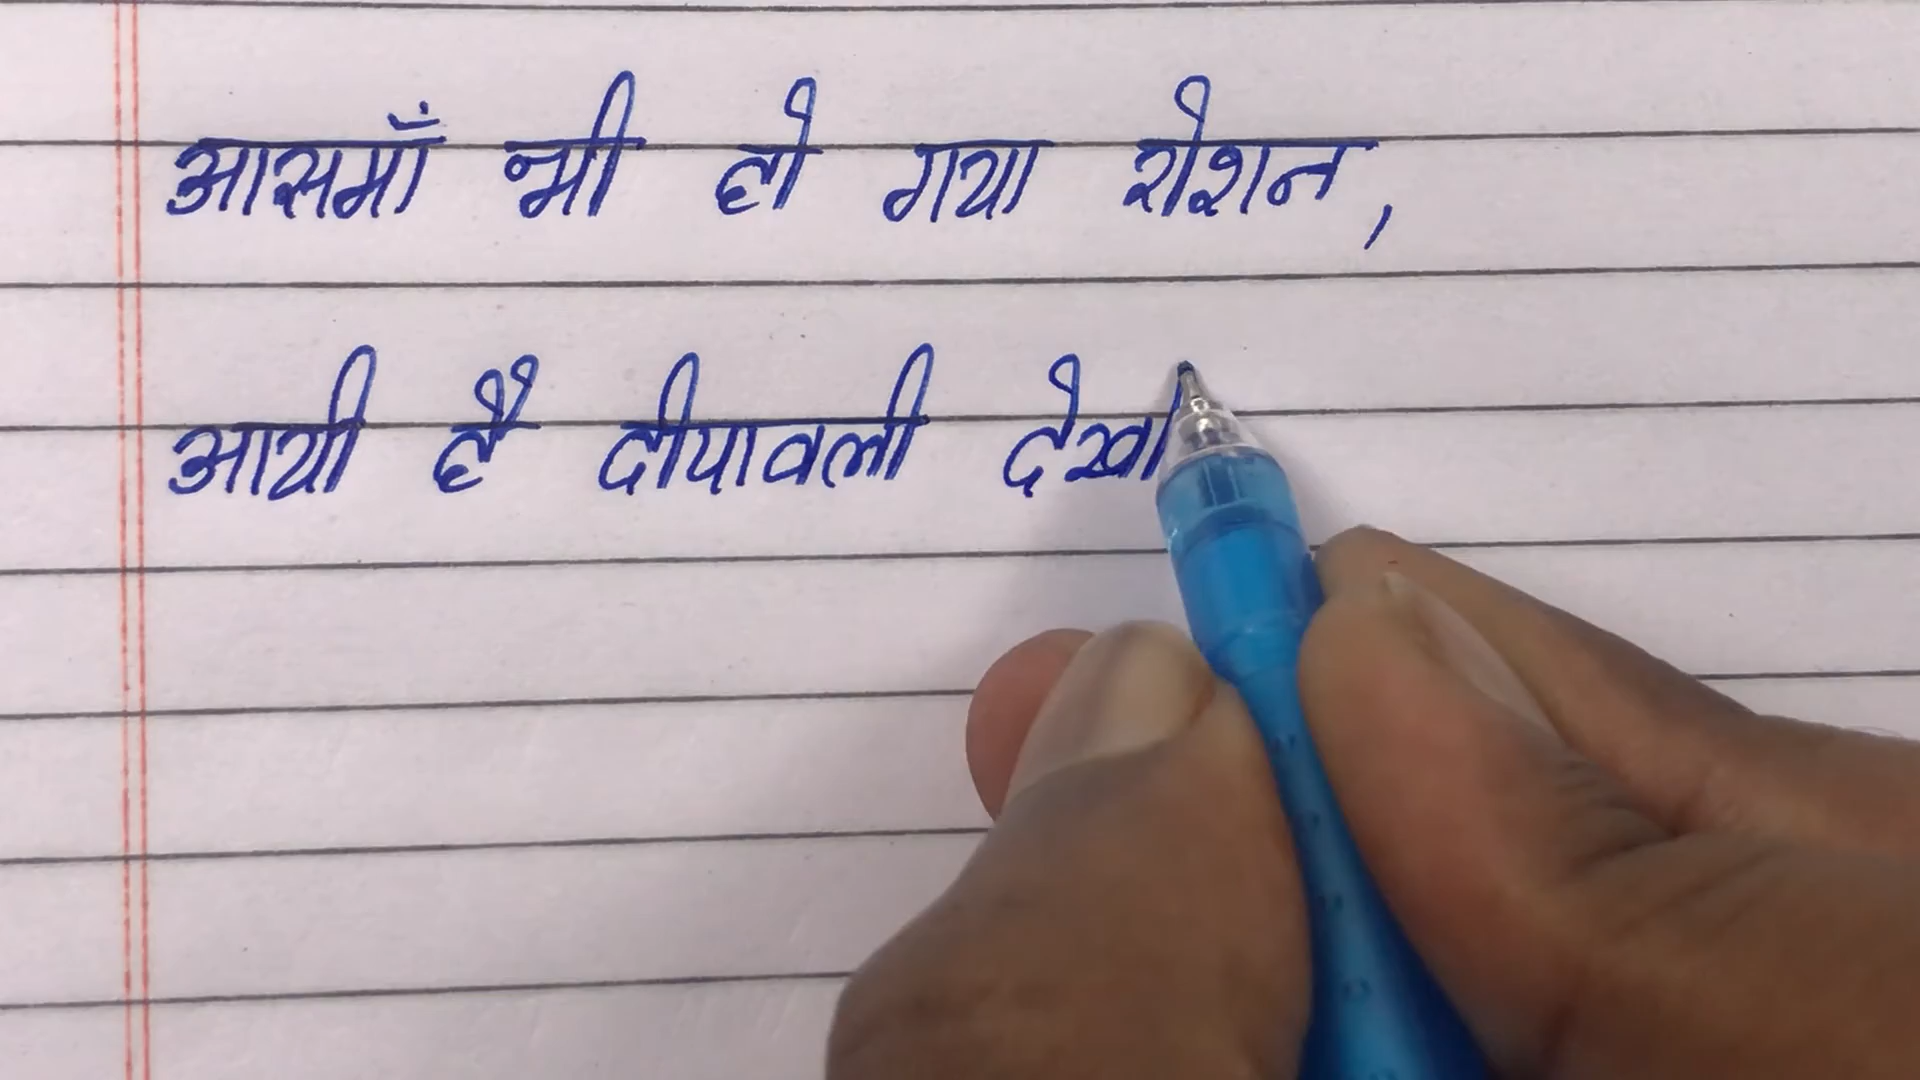 आसमाँ भी हो गया रोशन,
आयी है दीपावली देखो